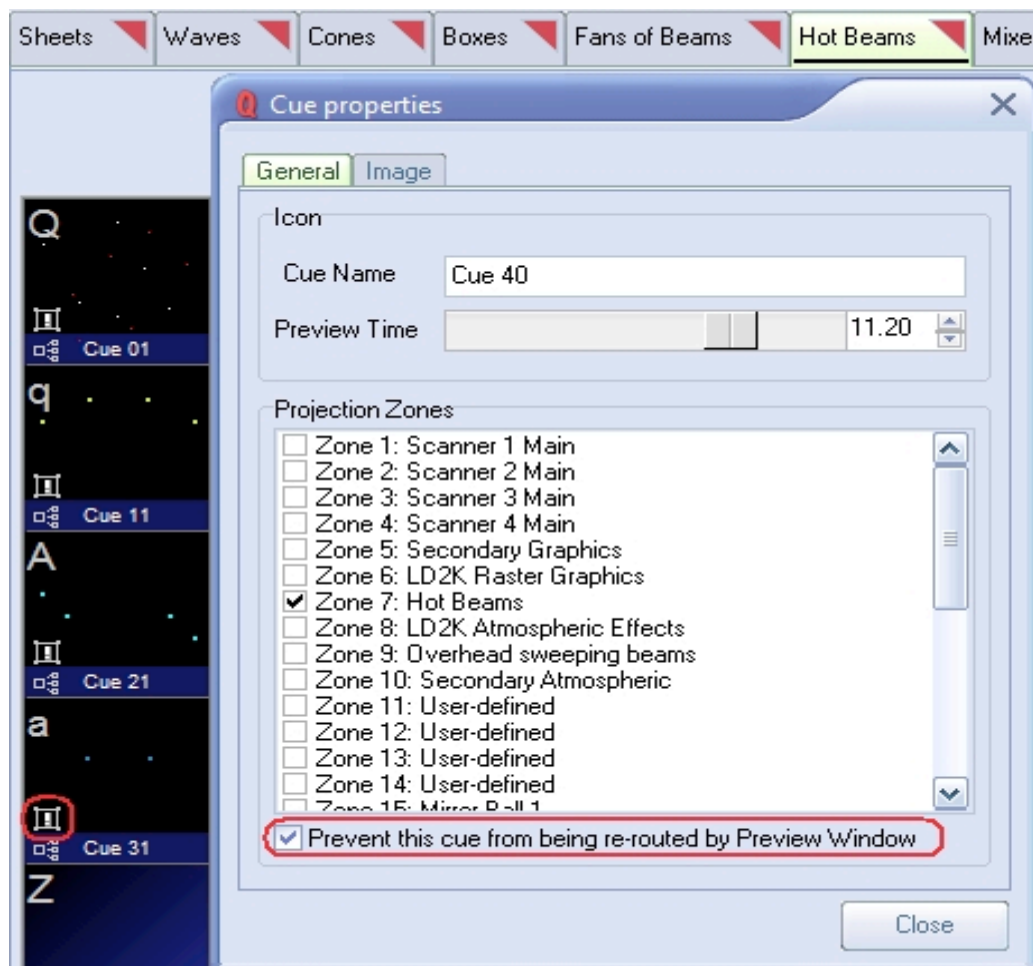 Sheets Waves Cones Boxes Fans of Beams Hot Beams Mixe
Cue properties
General Image
Icon
Cue Name Cue 40
Preview Time 11.20
Projection Zones
Zone 1: Scanner 1 Main
Zone 2: Scanner 2 Main
Zone 3: Scanner 3 Main
Zone 4: Scanner 4 Main
Zone 5: Secondary Graphics
Zone 6: LD2K Raster Graphics
Zone 7: Hot Beams
Zone 8: LD2K Atmospheric Effects
Zone 9: Overhead sweeping beams
Zone 10: Secondary Atmospheric
Zone 11: User-defined
Zone 12: User-defined
Zone 13: User-defined
Zone 14: User-defined
Zone 15: Mirror Ball 1
Prevent this cue from being re-routed by Preview Window
Close
Q
Cue 01
q
Cue 11
A
Cue 21
a
Cue 31
Z